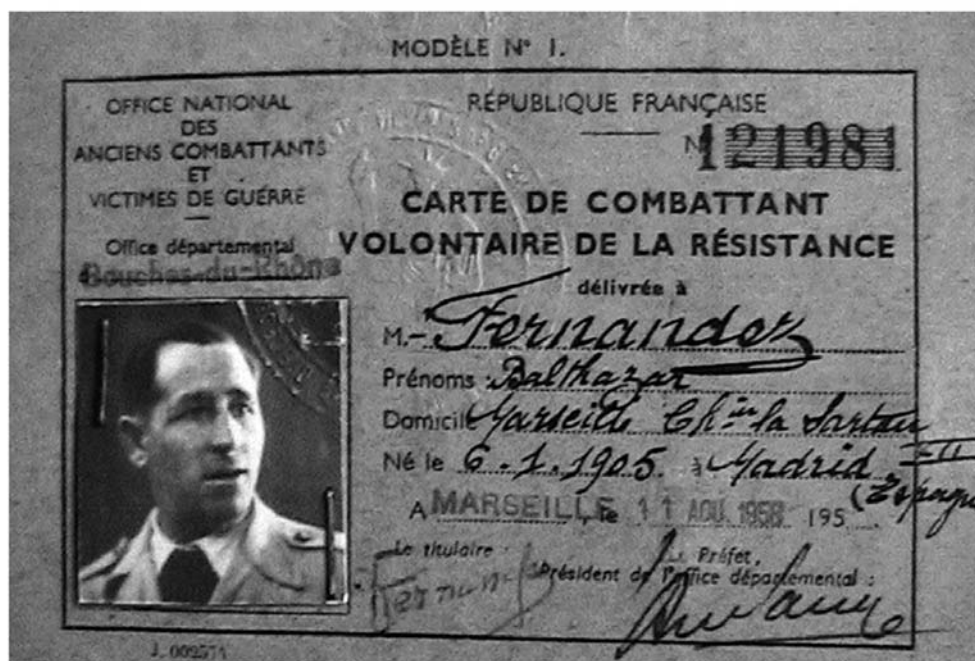 MODÈLE N° 1.
OFFICE NATIONAL
DES
ANCIENS COMBATTANTS
ET
VICTIMES DE GUERRE
Office départemental
Bouches-du-Rhône
RÉPUBLIQUE FRANÇAISE
N 121981
CARTE DE COMBATTANT
VOLONTAIRE DE LA RÉSISTANCE
délivrée à
M.- Fernandez
Prénoms : Balthazar
Domicile Marseille Ch.in la
Né le 6.1.1905 à Madrid
(Espagne
A MARSEILLE, le 11 AOU 1958 195
Le titulaire :
Le Préfet,
Président de l'office départemental :
J. 002571